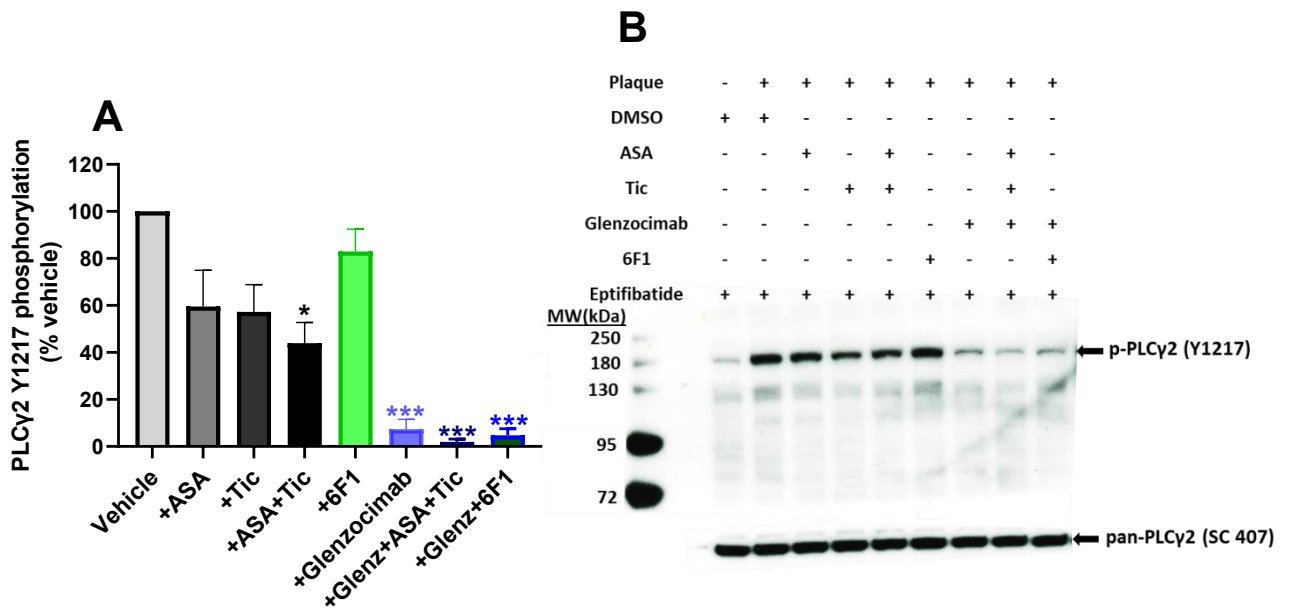 A
PLCγ2 Y1217 phosphorylation
(% vehicle)
120
100
80
60
40
20
0
*
***
***
***
Vehicle
+ASA
+Tic
+ASA+Tic
+6F1
+Glenzocimab
+Glenz+ASA+Tic
+Glenz+6F1
B
Plaque - + + + + + + + +
DMSO + + - - - - - - -
ASA - - + - + - - + -
Tic - - - + + - - + -
Glenzocimab - - - - - - + + +
6F1 - - - - - + - - +
Eptifibatide + + + + + + + + +
MW(kDa)
250
180
130
95
72
p-PLCγ2 (Y1217)
pan-PLCγ2 (SC 407)